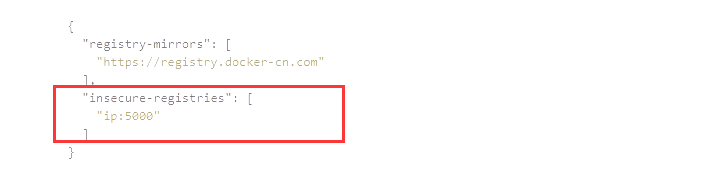 {
"registry-mirrors": [
"https://registry.docker-cn.com"
],
"insecure-registries": [
"ip:5000"
]
}